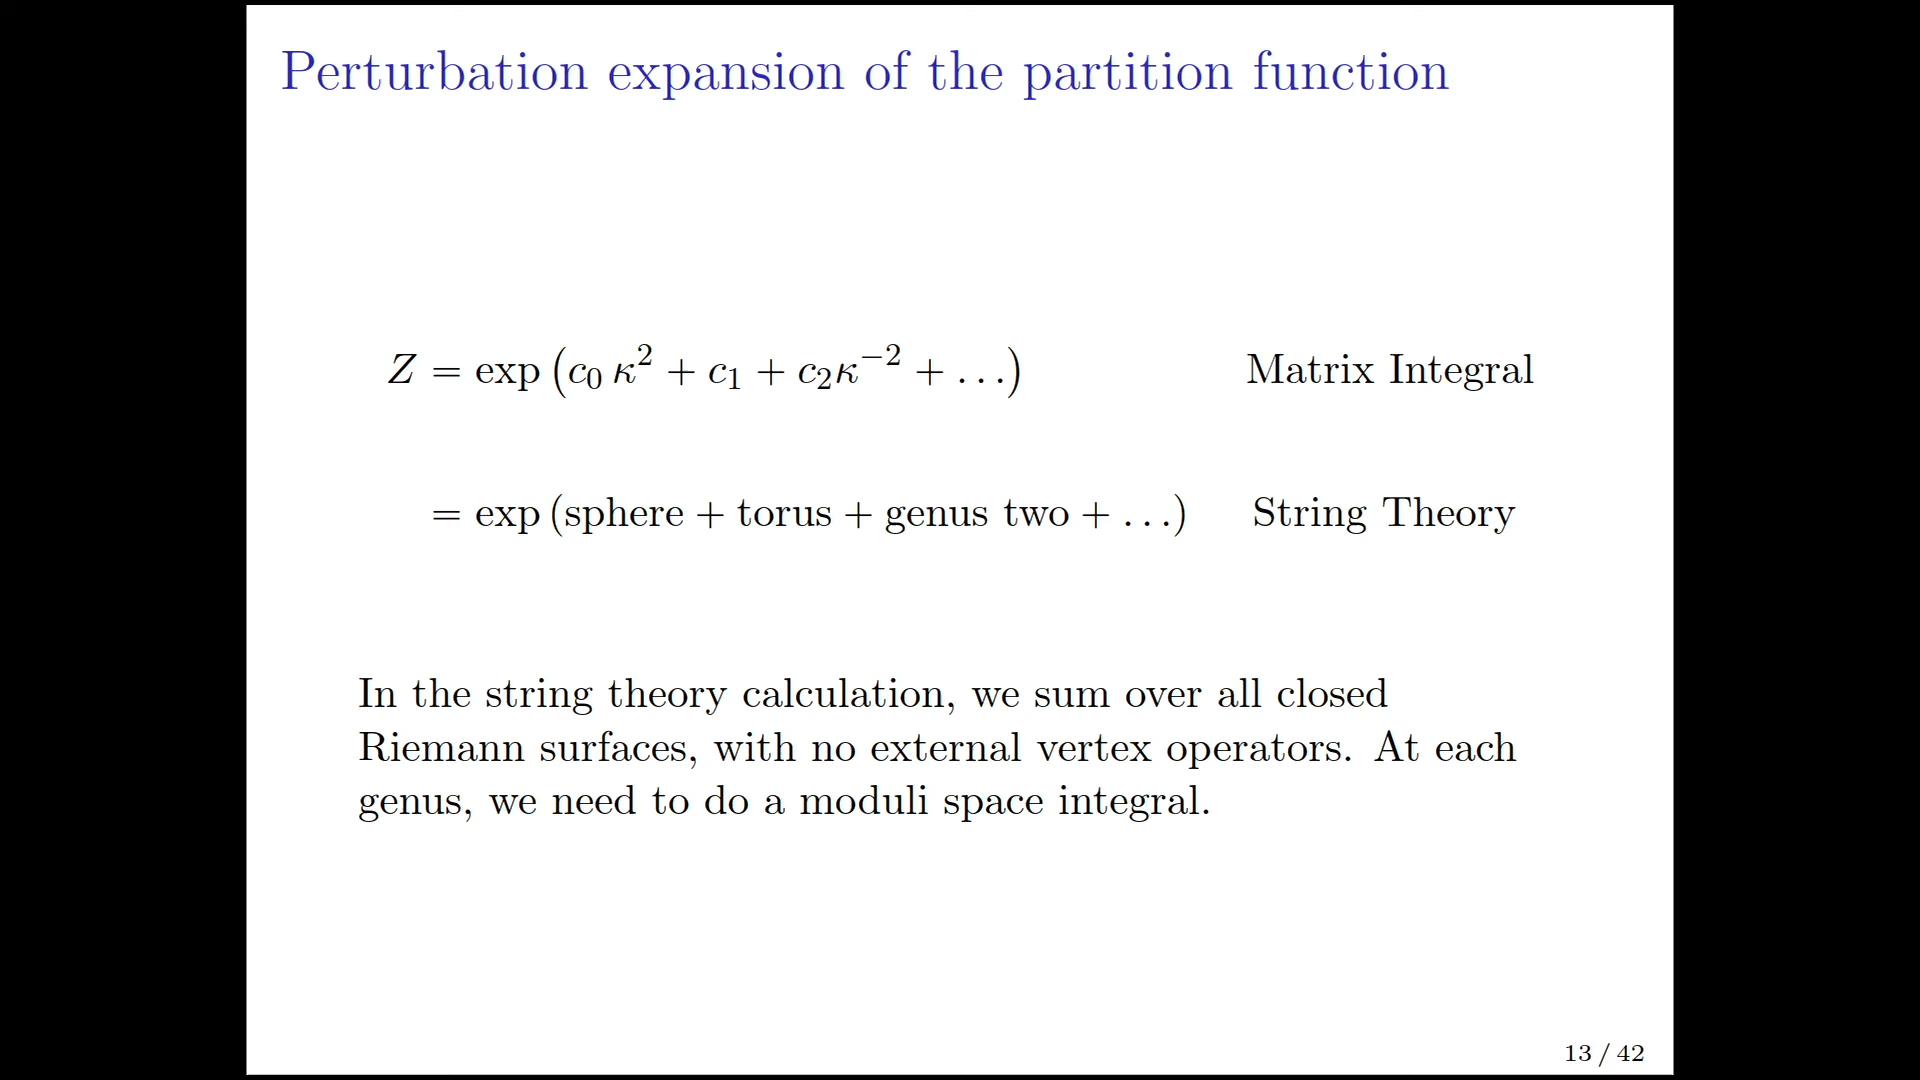 Perturbation expansion of the partition function
Z = exp (c₀ κ² + c₁ + c₂κ⁻² + . . .) Matrix Integral
= exp (sphere + torus + genus two + . . .) String Theory
In the string theory calculation, we sum over all closed
Riemann surfaces, with no external vertex operators. At each
genus, we need to do a moduli space integral.
13 / 42